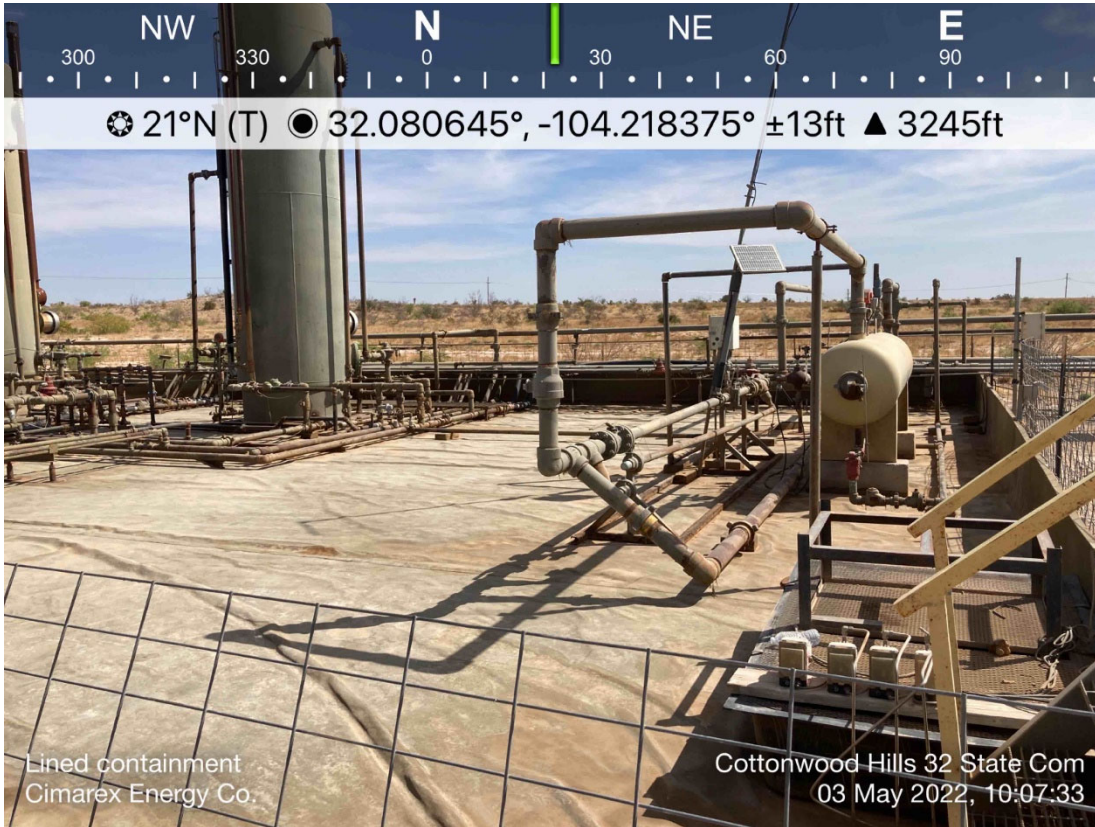 NW N NE E
300 330 0 30 60 90
21°N (T) 32.080645°, -104.218375° ±13ft ▲ 3245ft
Lined containment
Cimarex Energy Co.
Cottonwood Hills 32 State Com
03 May 2022, 10:07:33